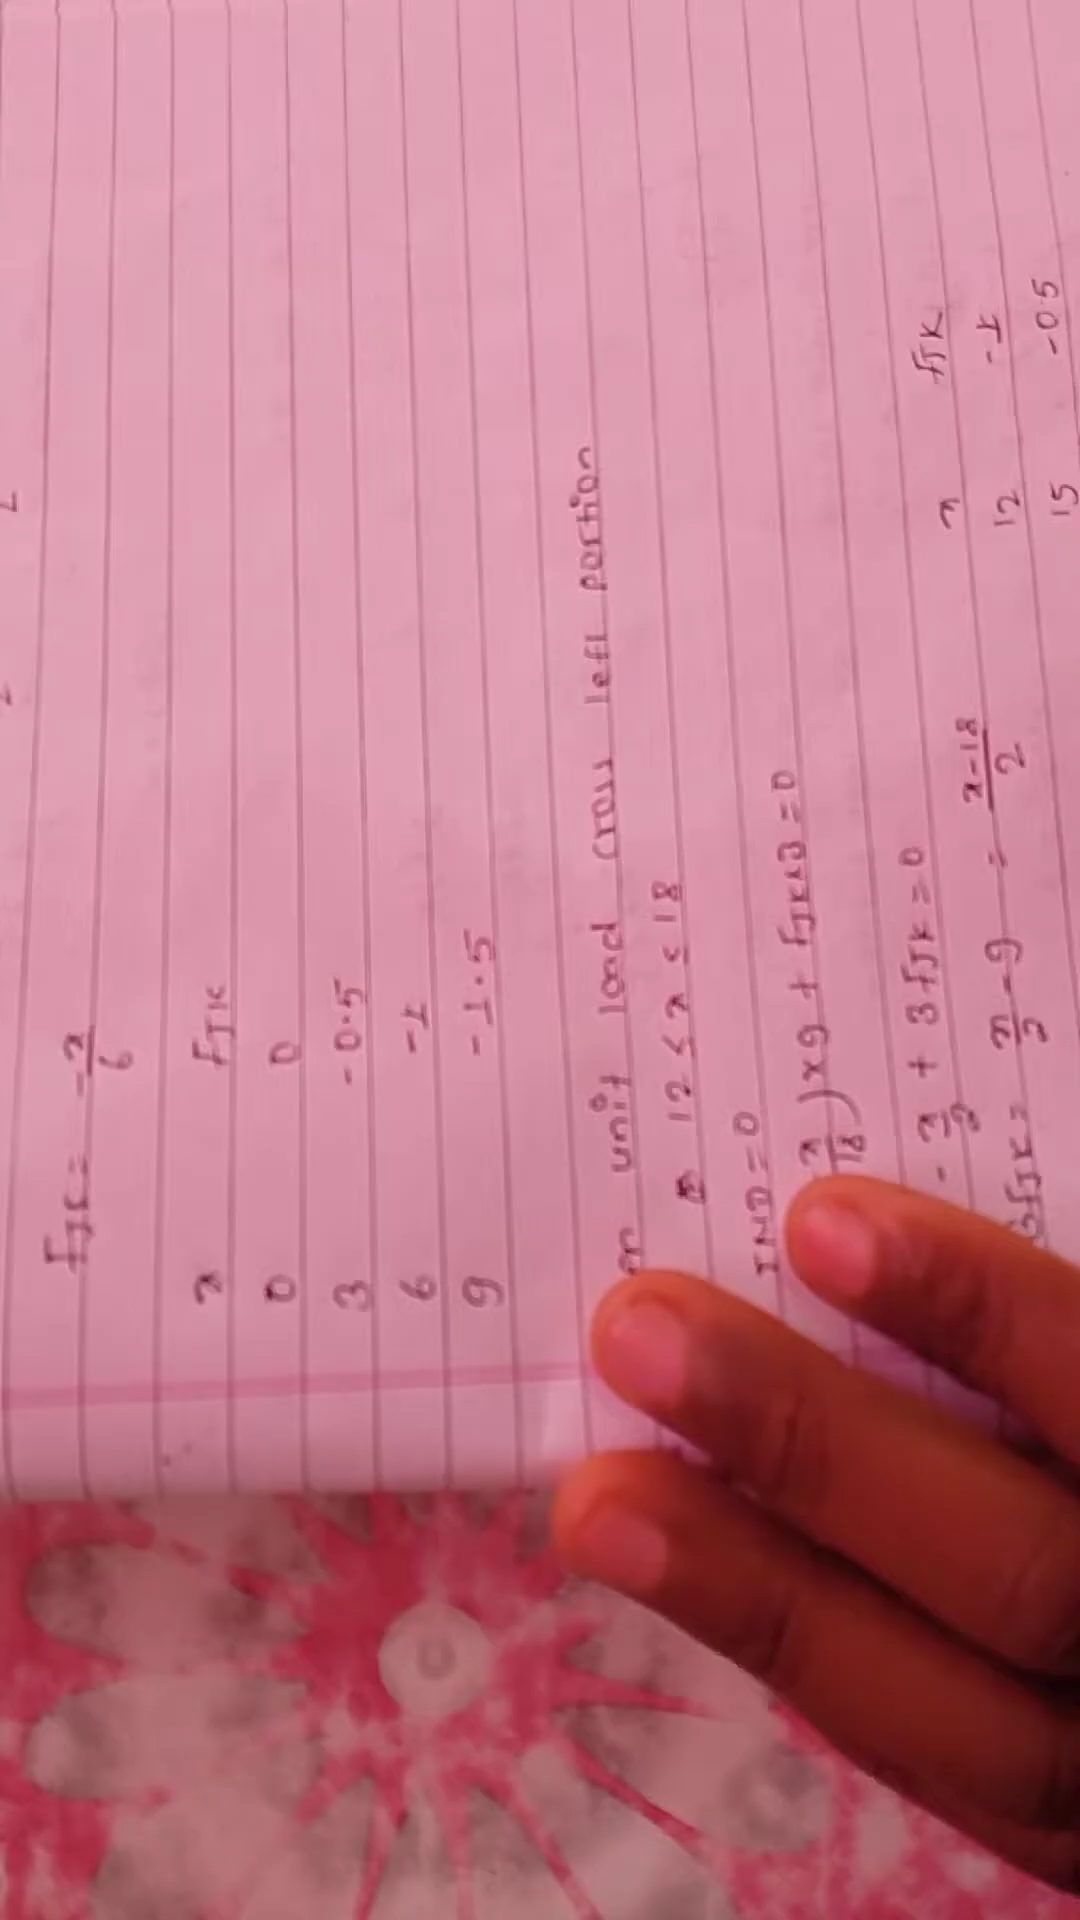 FJK = -x/6
x FJK
0 0
3 -0.5
6 -1
9 -1.5
unit load cross left portion
12 ≤ x ≤ 18
=0
x/18)x9 + FJK×3 = 0
- x/2 + 3FJK = 0
3FJK = x/2 - 9 = x-18/2
x FJK
12 -1
15 -0.5